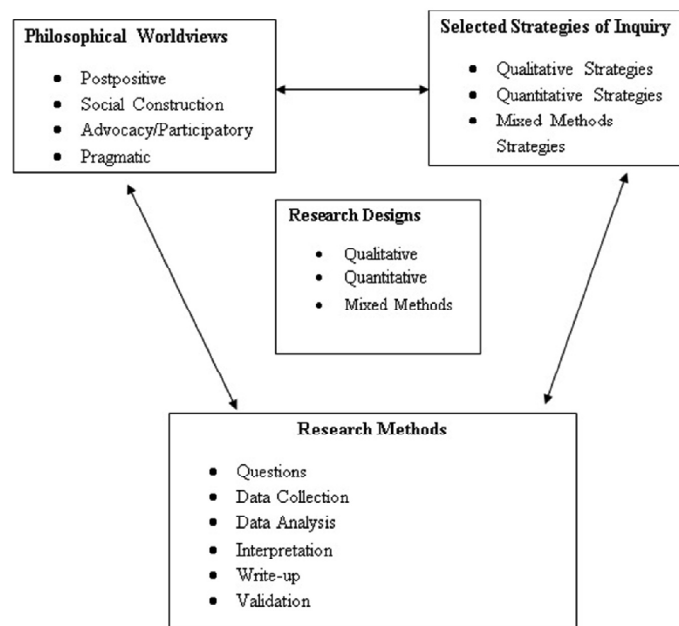 Philosophical Worldviews
• Postpositive
• Social Construction
• Advocacy/Participatory
• Pragmatic
Selected Strategies of Inquiry
• Qualitative Strategies
• Quantitative Strategies
• Mixed Methods
Strategies
Research Designs
• Qualitative
• Quantitative
• Mixed Methods
Research Methods
• Questions
• Data Collection
• Data Analysis
• Interpretation
• Write-up
• Validation